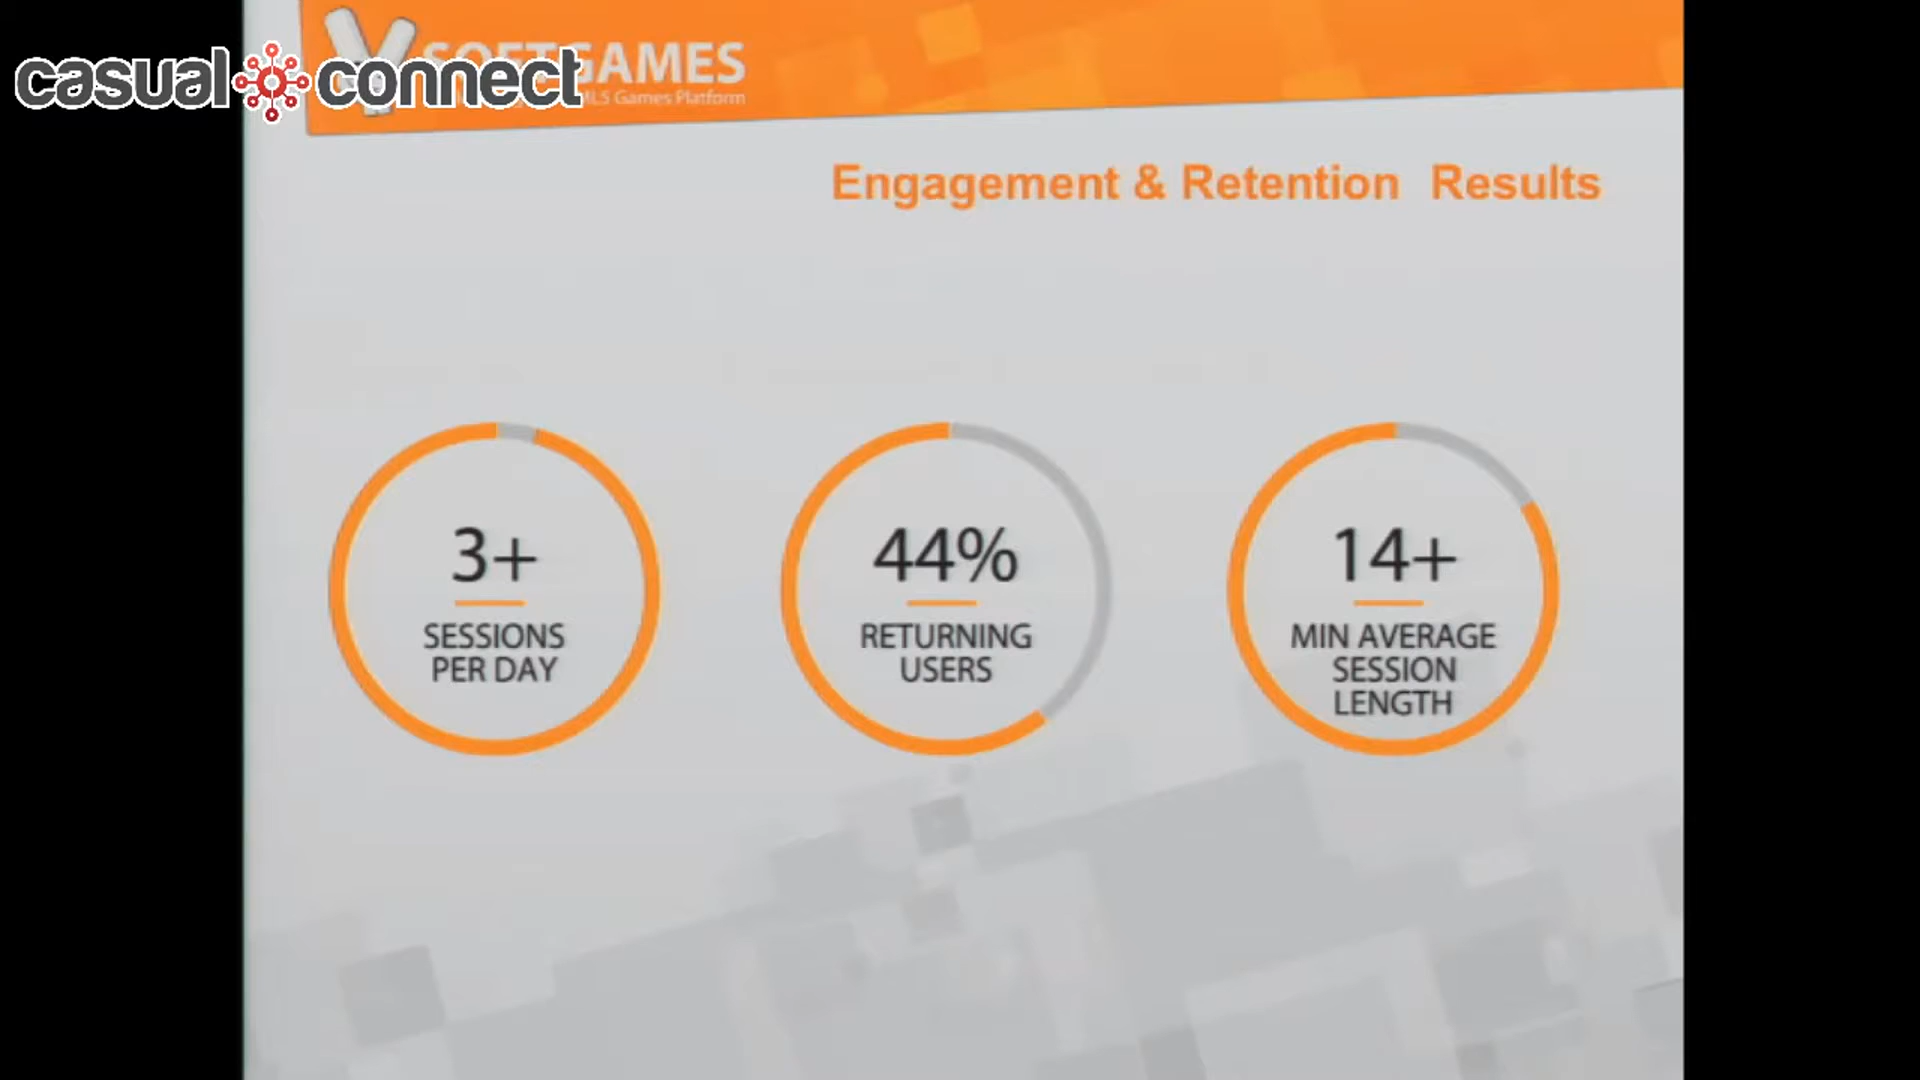 casual connect
SOFTGAMES
Games Platform
Engagement & Retention Results
3+
SESSIONS
PER DAY
44%
RETURNING
USERS
14+
MIN AVERAGE
SESSION
LENGTH